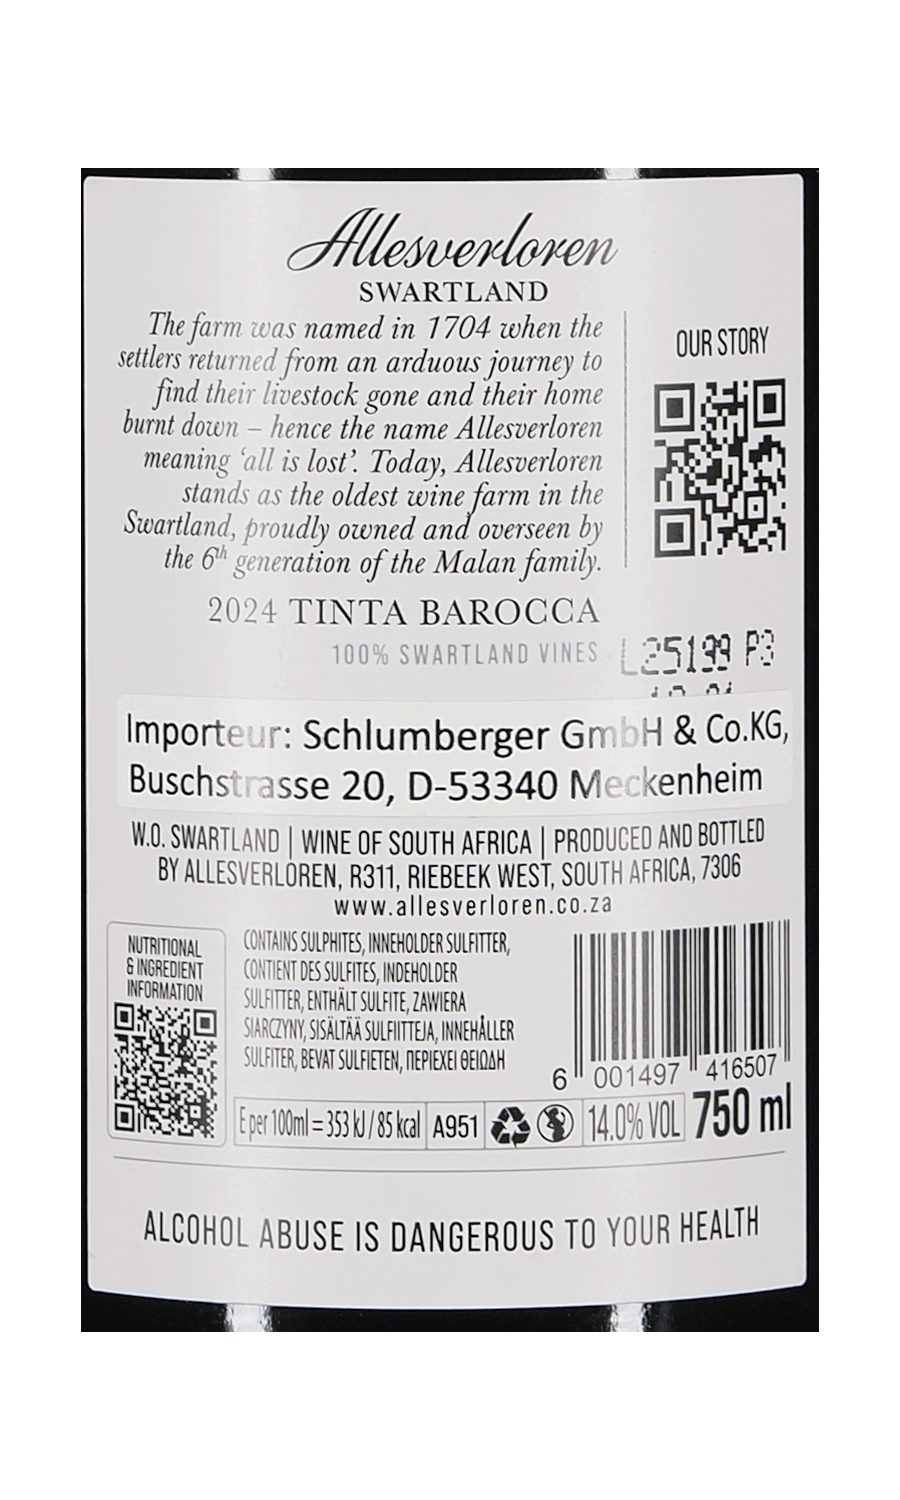 Allesverloren
SWARTLAND
The farm was named in 1704 when the
settlers returned from an arduous journey to
find their livestock gone and their home
burnt down – hence the name Allesverloren
meaning ‘all is lost’. Today, Allesverloren
stands as the oldest wine farm in the
Swartland, proudly owned and overseen by
the 6th generation of the Malan family.
OUR STORY
2024 TINTA BAROCCA
100% SWARTLAND VINES
L25199 P3
Importeur: Schlumberger GmbH & Co.KG,
Buschstrasse 20, D-53340 Meckenheim
W.O. SWARTLAND | WINE OF SOUTH AFRICA | PRODUCED AND BOTTLED
BY ALLESVERLOREN, R311, RIEBEEK WEST, SOUTH AFRICA, 7306
www.allesverloren.co.za
NUTRITIONAL
& INGREDIENT
INFORMATION
CONTAINS SULPHITES, INNEHOLDER SULFITTER,
CONTIENT DES SULFITES, INDEHOLDER
SULFITTER, ENTHÄLT SULFITE, ZAWIERA
SIARCZYNY, SISÄLTÄÄ SULFIITTEJA, INNEHÅLLER
SULFITER, BEVAT SULFIETEN, ΠΕΡΙΕΧΕΙ ΘΕΙΩΔΗ
6 001497 416507
E per 100ml = 353 kJ / 85 kcal
A951
14.0% VOL
750 ml
ALCOHOL ABUSE IS DANGEROUS TO YOUR HEALTH